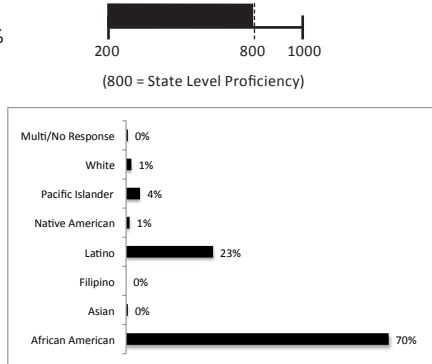 %
200 800 1000
(800 = State Level Proficiency)
Multi/No Response 0%
White 1%
Pacific Islander 4%
Native American 1%
Latino 23%
Filipino 0%
Asian 0%
African American 70%